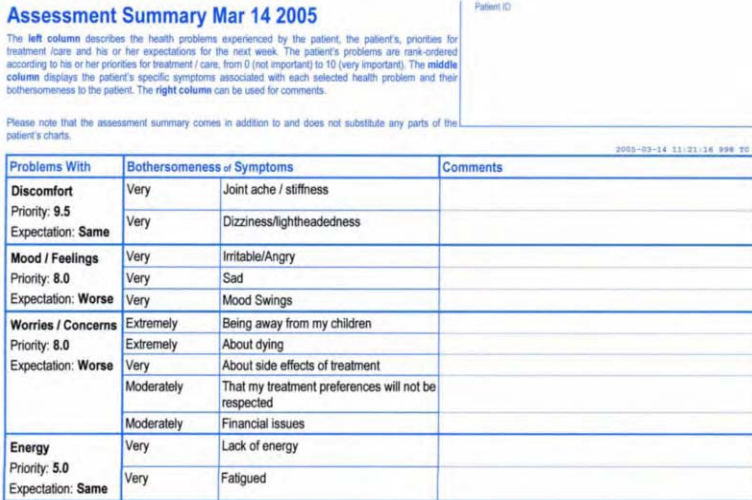 Assessment Summary Mar 14 2005
Patient ID
The left column describes the health problems experienced by the patient, the patient's, priorities for
treatment /care and his or her expectations for the next week. The patient's problems are rank-ordered
according to his or her priorities for treatment / care, from 0 (not important) to 10 (very important). The middle
column displays the patient's specific symptoms associated with each selected health problem and their
bothersomeness to the patient. The right column can be used for comments.
Please note that the assessment summary comes in addition to and does not substitute any parts of the
patient's charts.
2005-03-14 11:21:16 998 TO
Problems With Bothersomeness of Symptoms Comments
Discomfort
Priority: 9.5
Expectation: Same
Very Joint ache / stiffness
Very Dizziness/lightheadedness
Mood / Feelings
Priority: 8.0
Expectation: Worse
Very Irritable/Angry
Very Sad
Very Mood Swings
Worries / Concerns
Priority: 8.0
Expectation: Worse
Extremely Being away from my children
Extremely About dying
Very About side effects of treatment
Moderately That my treatment preferences will not be
respected
Moderately Financial issues
Energy
Priority: 5.0
Expectation: Same
Very Lack of energy
Very Fatigued